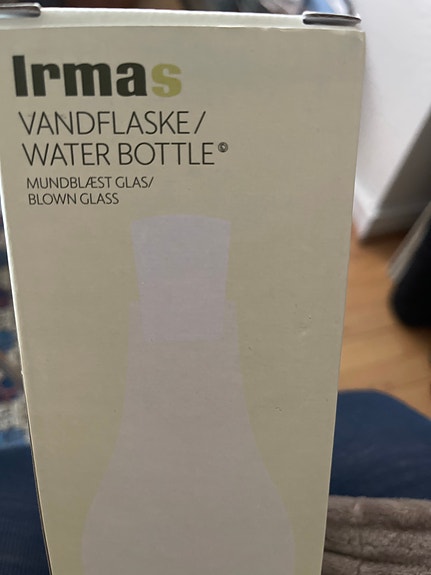 Irmas
VANDFLASKE/
WATER BOTTLE©
MUNDBLÆST GLAS/
BLOWN GLASS